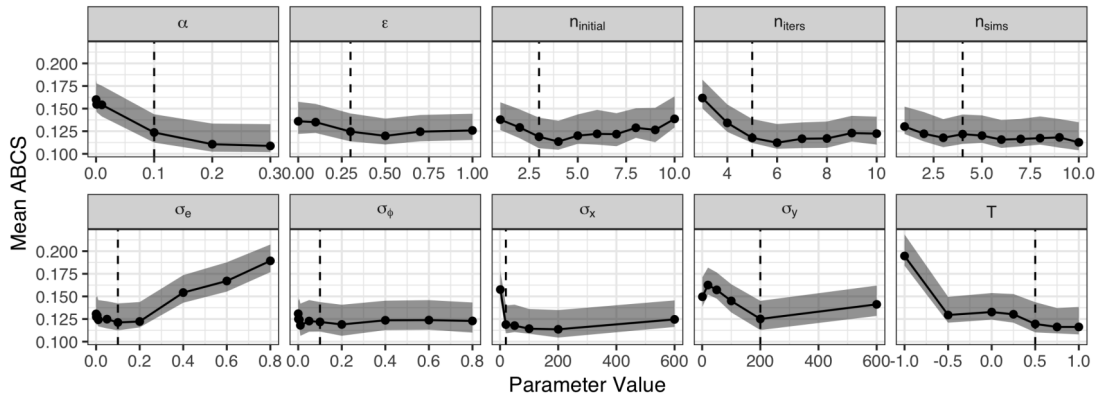 α ε n_initial n_iters n_sims
0.200
0.175
0.150
0.125
0.100
0.0 0.1 0.2 0.3 0.00 0.25 0.50 0.75 1.00 2.5 5.0 7.5 10.0 4 6 8 10 2.5 5.0 7.5 10.0
Mean ABCS
σ_e σ_ϕ σ_x σ_y T
0.200
0.175
0.150
0.125
0.100
0.0 0.2 0.4 0.6 0.8 0.0 0.2 0.4 0.6 0.8 0 200 400 600 0 200 400 600 -1.0 -0.5 0.0 0.5 1.0
Parameter Value